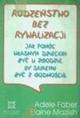 RODZEŃSTWO BEZ
RYWALIZACJI
JAK POMÓC
WŁASNYM DZIECIOM
ŻYĆ W ZGODZIE,
BY SAMEMU
ŻYĆ Z GODNOŚCIĄ
Adele Faber
Elaine Mazlish